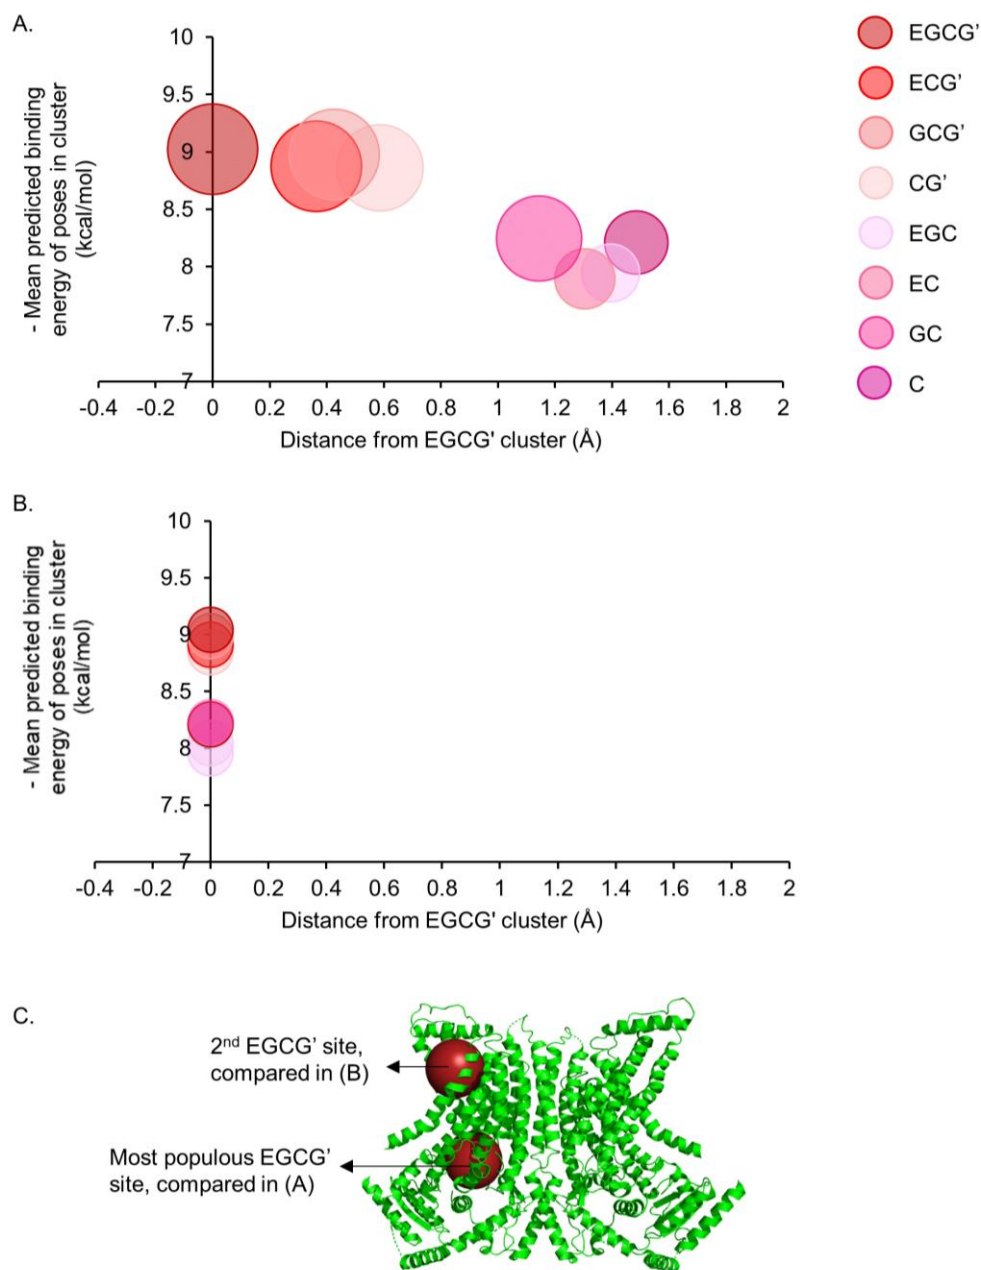 A.
- Mean predicted binding
energy of poses in cluster
(kcal/mol)
10
9.5
9
8.5
8
7.5
7
-0.4 -0.2 0 0.2 0.4 0.6 0.8 1 1.2 1.4 1.6 1.8 2
Distance from EGCG' cluster (Å)
EGCG’
ECG’
GCG’
CG’
EGC
EC
GC
C
B.
- Mean predicted binding
energy of poses in cluster
(kcal/mol)
10
9.5
9
8.5
8
7.5
7
-0.4 -0.2 0 0.2 0.4 0.6 0.8 1 1.2 1.4 1.6 1.8 2
Distance from EGCG' cluster (Å)
C.
2nd EGCG’ site,
compared in (B)
Most populous EGCG’
site, compared in (A)